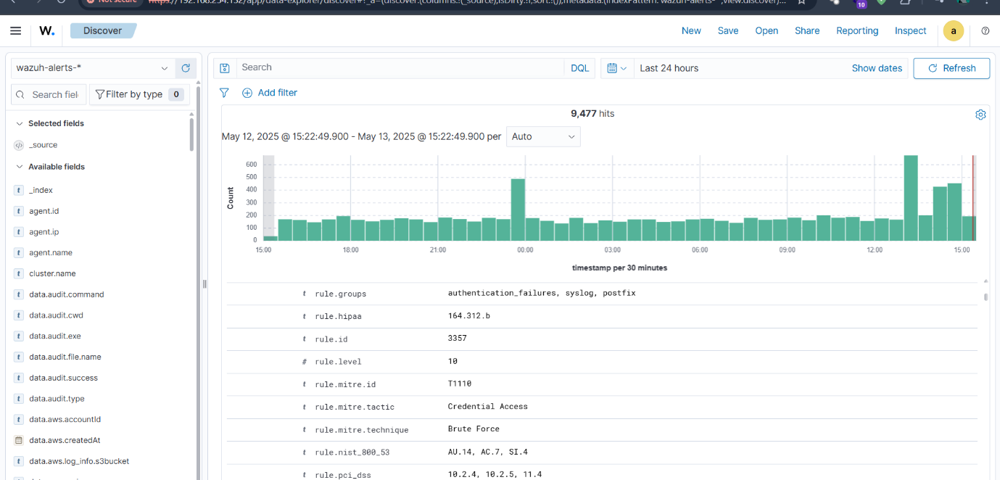 Not secure https://192.168.254.132/app/data-explorer/discover#?_a=(discover:(columns:!(_source),isDirty:!f,sort:!()),metadata:(indexPattern:'wazuh-alerts-*',view:discover)...
10
W. Discover New Save Open Share Reporting Inspect a
wazuh-alerts-* Search DQL Last 24 hours Show dates Refresh
Search fiel Filter by type 0 Add filter
Selected fields
_source
Available fields
_index
agent.id
agent.ip
agent.name
cluster.name
data.audit.command
data.audit.cwd
data.audit.exe
data.audit.file.name
data.audit.success
data.audit.type
data.aws.accountId
data.aws.createdAt
data.aws.log_info.s3bucket
9,477 hits
May 12, 2025 @ 15:22:49.900 - May 13, 2025 @ 15:22:49.900 per Auto
Count
600
500
400
300
200
100
0
15:00 18:00 21:00 00:00 03:00 06:00 09:00 12:00 15:00
timestamp per 30 minutes
t rule.groups authentication_failures, syslog, postfix
t rule.hipaa 164.312.b
t rule.id 3357
# rule.level 10
t rule.mitre.id T1110
t rule.mitre.tactic Credential Access
t rule.mitre.technique Brute Force
t rule.nist_800_53 AU.14, AC.7, SI.4
t rule.pci_dss 10.2.4, 10.2.5, 11.4